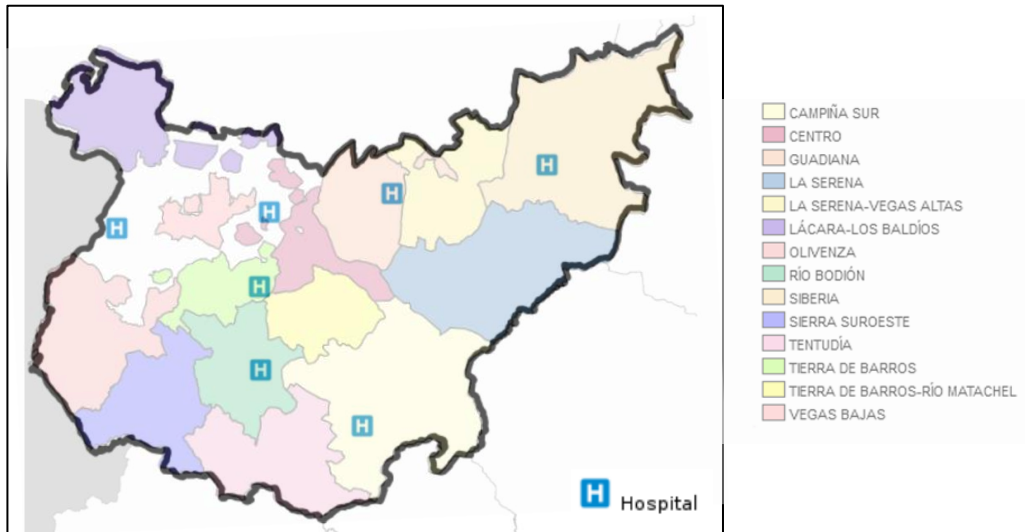 H
H
H
H
H
H
H
H Hospital
CAMPIÑA SUR
CENTRO
GUADIANA
LA SERENA
LA SERENA-VEGAS ALTAS
LÁCARA-LOS BALDÍOS
OLIVENZA
RÍO BODIÓN
SIBERIA
SIERRA SUROESTE
TENTUDÍA
TIERRA DE BARROS
TIERRA DE BARROS-RÍO MATACHEL
VEGAS BAJAS